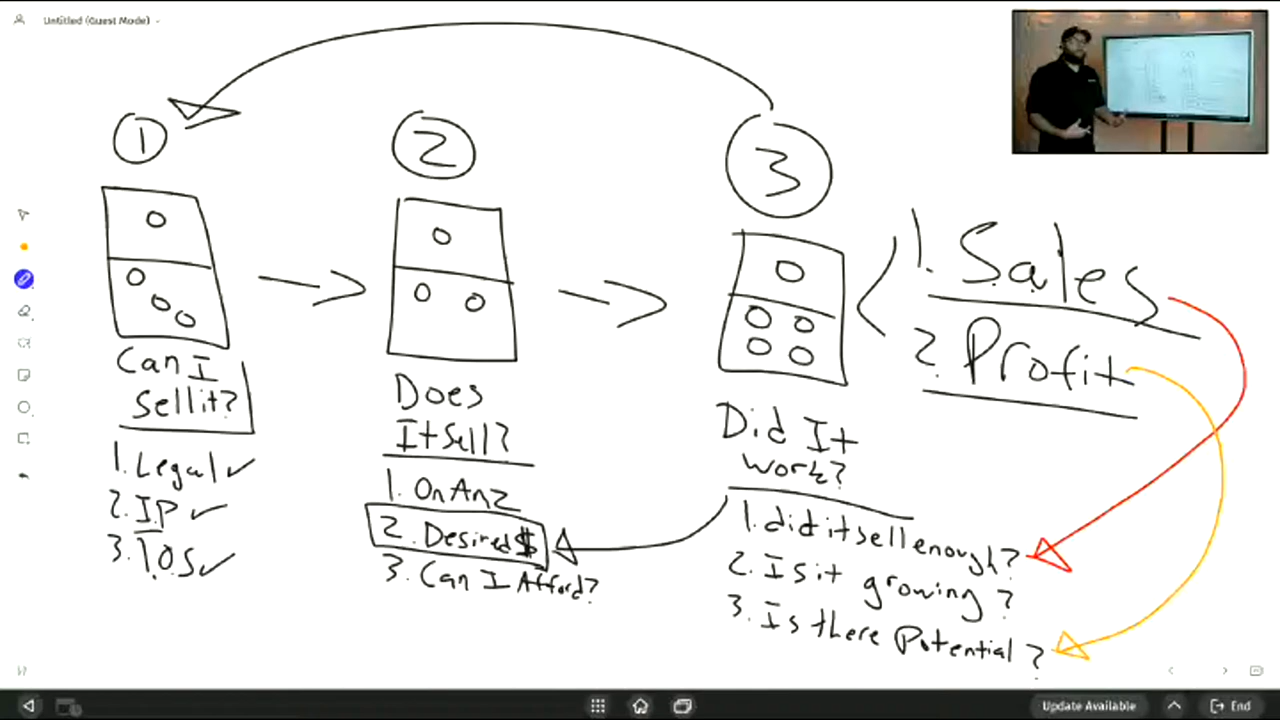 Untitled (Guest Mode)
1
2
3
Can I
Sell it?
1. Legal ✓
2. IP ✓
3. TOS ✓
Does
It Sell?
1. On Amz
2. Desired $
3. Can I Afford?
Did It
work?
1. did it sell enough?
2. Is it growing?
3. Is there Potential?
1. Sales
2. Profit
Update Available
End